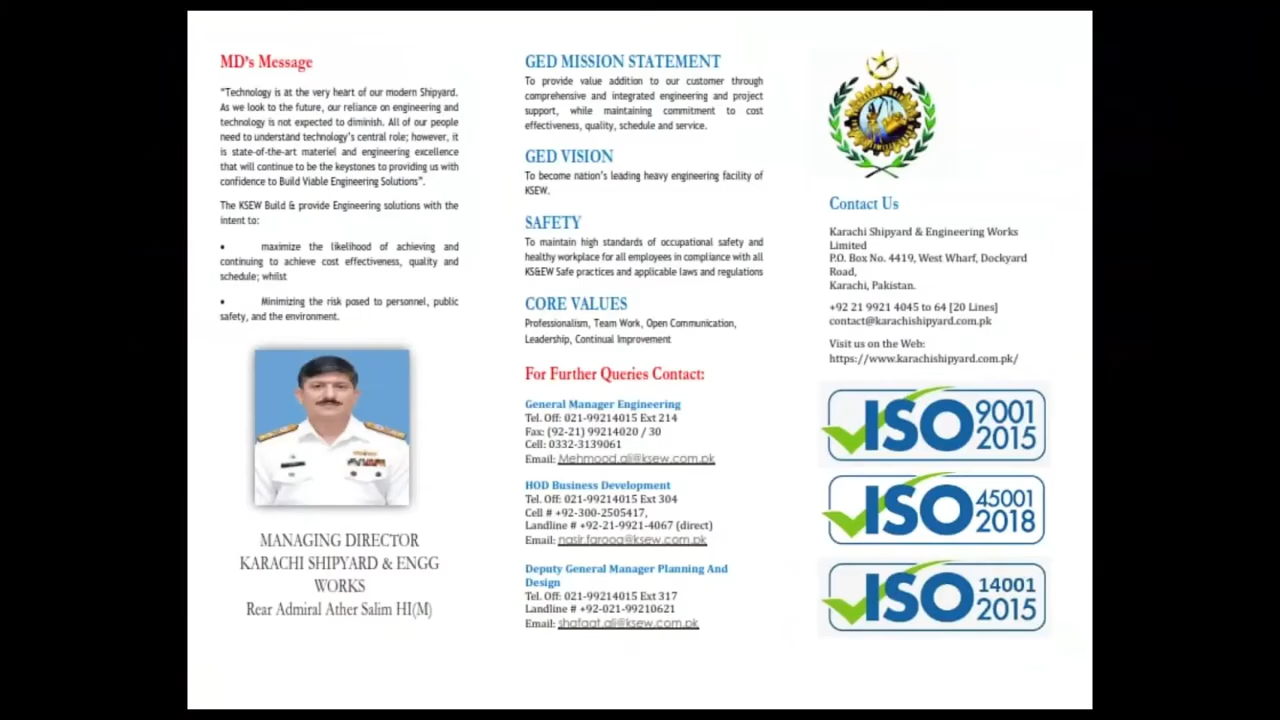 MD's Message
"Technology is at the very heart of our modern Shipyard.
As we look to the future, our reliance on engineering and
technology is not expected to diminish. All of our people
need to understand technology's central role; however, it
is state-of-the-art materiel and engineering excellence
that will continue to be the keystones to providing us with
confidence to Build Viable Engineering Solutions".
The KSEW Build & provide Engineering solutions with the
intent to:
• maximize the likelihood of achieving and
continuing to achieve cost effectiveness, quality and
schedule; whilst
• Minimizing the risk posed to personnel, public
safety, and the environment.
MANAGING DIRECTOR
KARACHI SHIPYARD & ENGG
WORKS
Rear Admiral Ather Salim HI(M)
GED MISSION STATEMENT
To provide value addition to our customer through
comprehensive and integrated engineering and project
support, while maintaining commitment to cost
effectiveness, quality, schedule and service.
GED VISION
To become nation's leading heavy engineering facility of
KSEW.
SAFETY
To maintain high standards of occupational safety and
healthy workplace for all employees in compliance with all
KS&EW Safe practices and applicable laws and regulations
CORE VALUES
Professionalism, Team Work, Open Communication,
Leadership, Continual Improvement
For Further Queries Contact:
General Manager Engineering
Tel. Off: 021-99214015 Ext 214
Fax: (92-21) 99214020 / 30
Cell: 0332-3139061
Email: Mehmood.ali@ksew.com.pk
HOD Business Development
Tel. Off: 021-99214015 Ext 304
Cell # +92-300-2505417,
Landline # +92-21-9921-4067 (direct)
Email: nasir.farooq@ksew.com.pk
Deputy General Manager Planning And
Design
Tel. Off: 021-99214015 Ext 317
Landline # +92-021-99210621
Email: shafaat.ali@ksew.com.pk
Contact Us
Karachi Shipyard & Engineering Works
Limited
P.O. Box No. 4419, West Wharf, Dockyard
Road,
Karachi, Pakistan.
+92 21 9921 4045 to 64 [20 Lines]
contact@karachishipyard.com.pk
Visit us on the Web:
https://www.karachishipyard.com.pk/
ISO 9001
2015
ISO 45001
2018
ISO 14001
2015